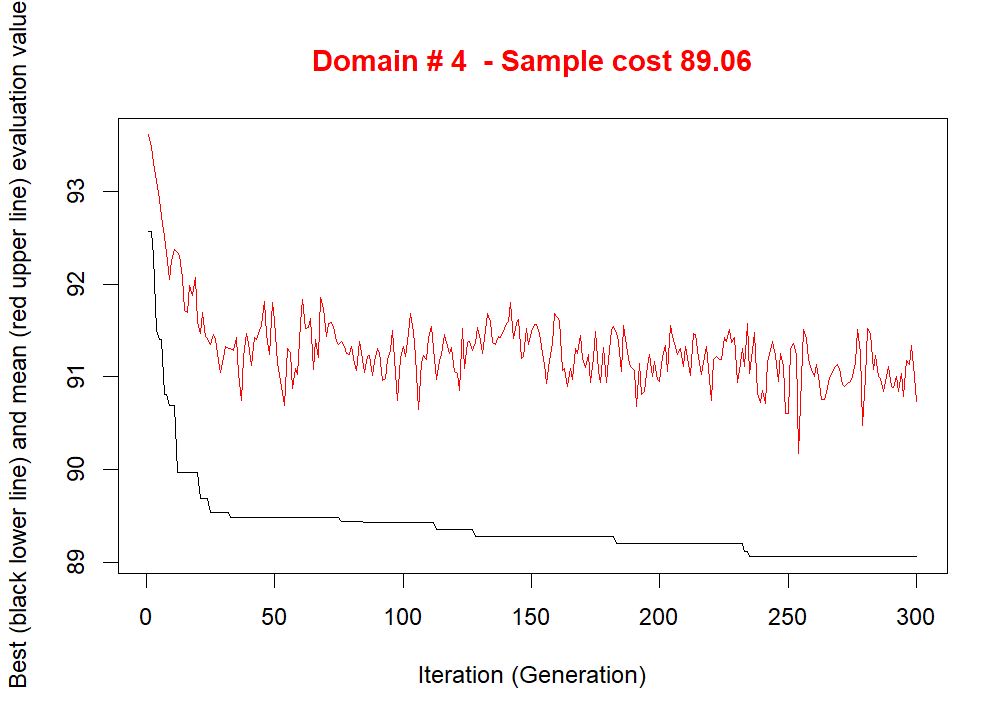 Domain # 4  - Sample cost 89.06
Best (black lower line) and mean (red upper line) evaluation value
93
92
91
90
89
0 50 100 150 200 250 300
Iteration (Generation)